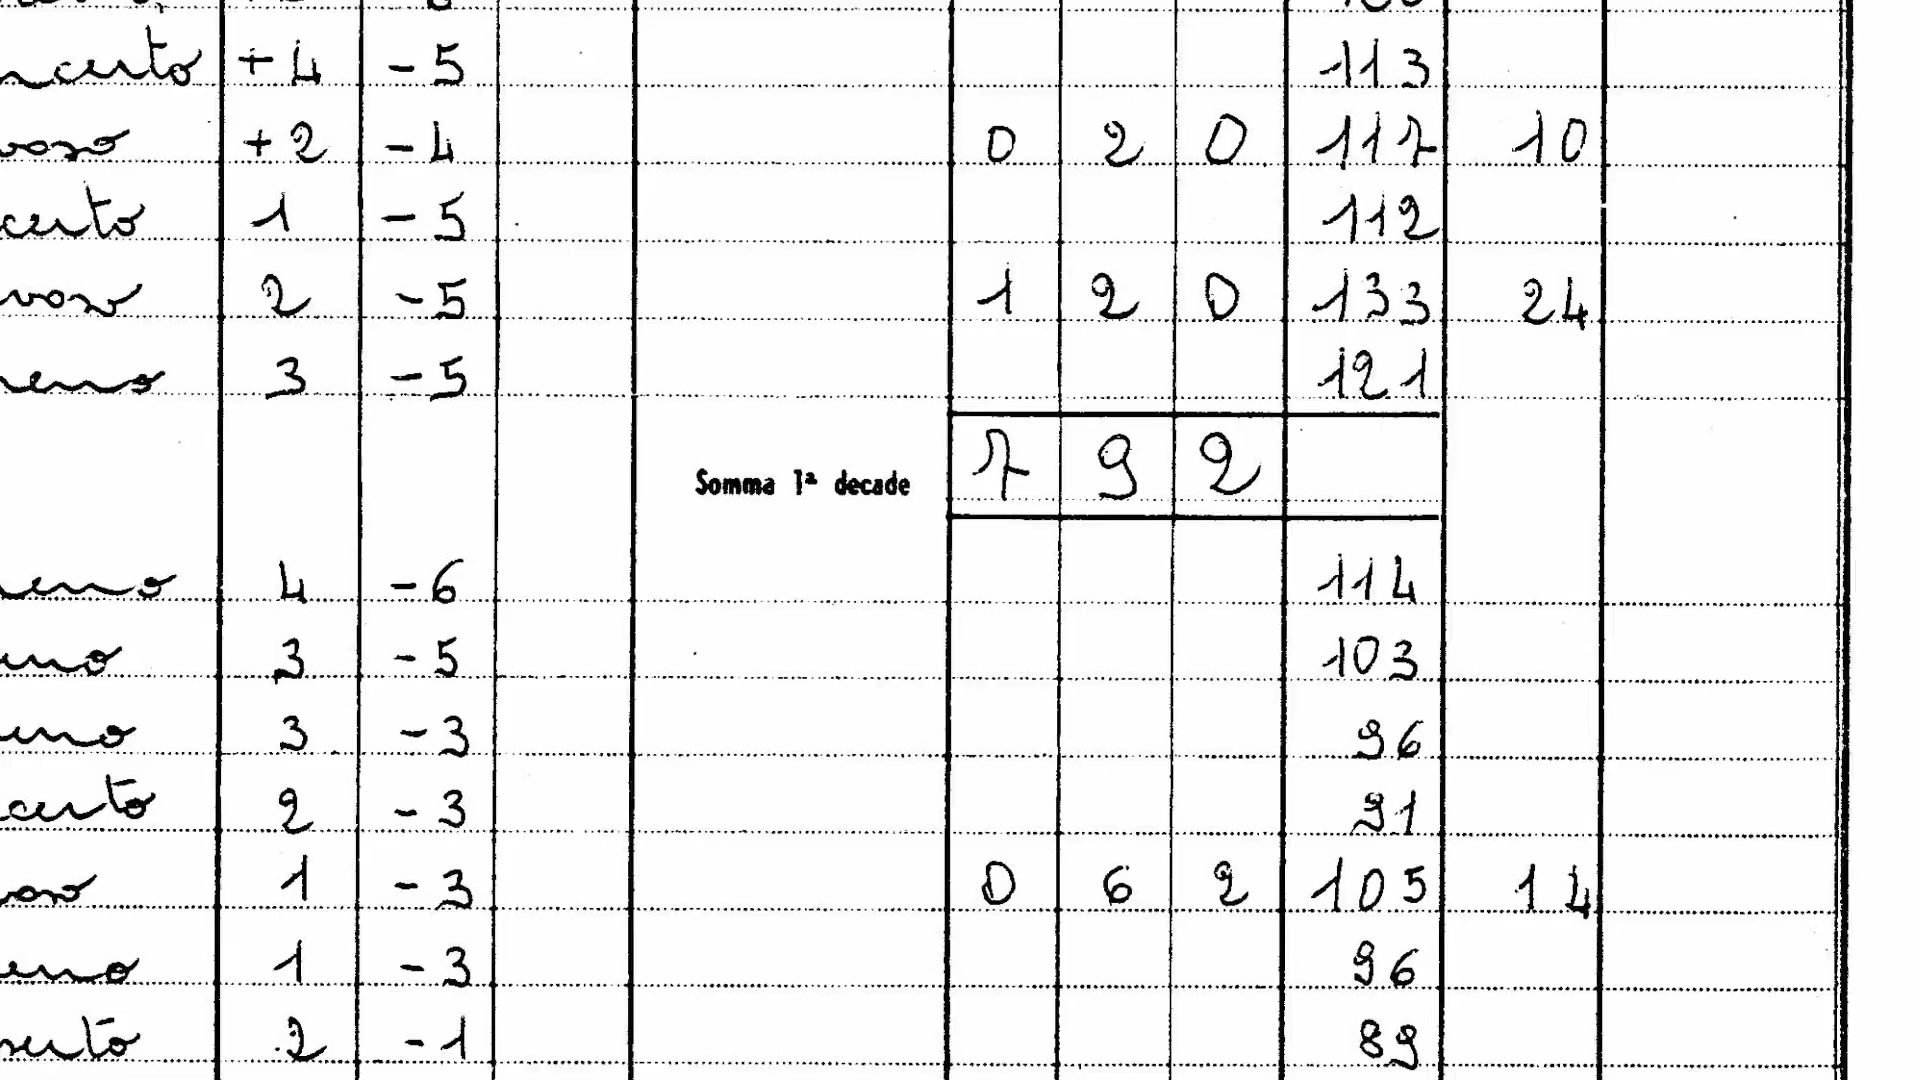 +4 -5 113
+2 -4 0 2 0 117 10
1 -5 112
2 -5 1 2 0 133 24
3 -5 121
Somma 1ª decade 7 9 2
4 -6 114
3 -5 103
3 -3 96
2 -3 91
1 -3 0 6 2 105 14
1 -3 96
2 -1 89